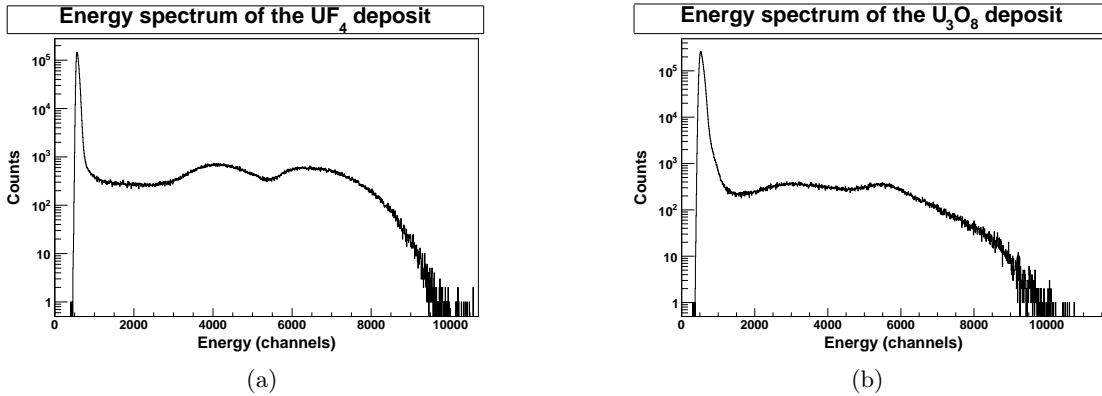 Energy spectrum of the UF4 deposit
Counts
10^5
10^4
10^3
10^2
10
1
0 2000 4000 6000 8000 10000
Energy (channels)
(a)
Energy spectrum of the U3O8 deposit
Counts
10^5
10^4
10^3
10^2
10
1
0 2000 4000 6000 8000 10000
Energy (channels)
(b)